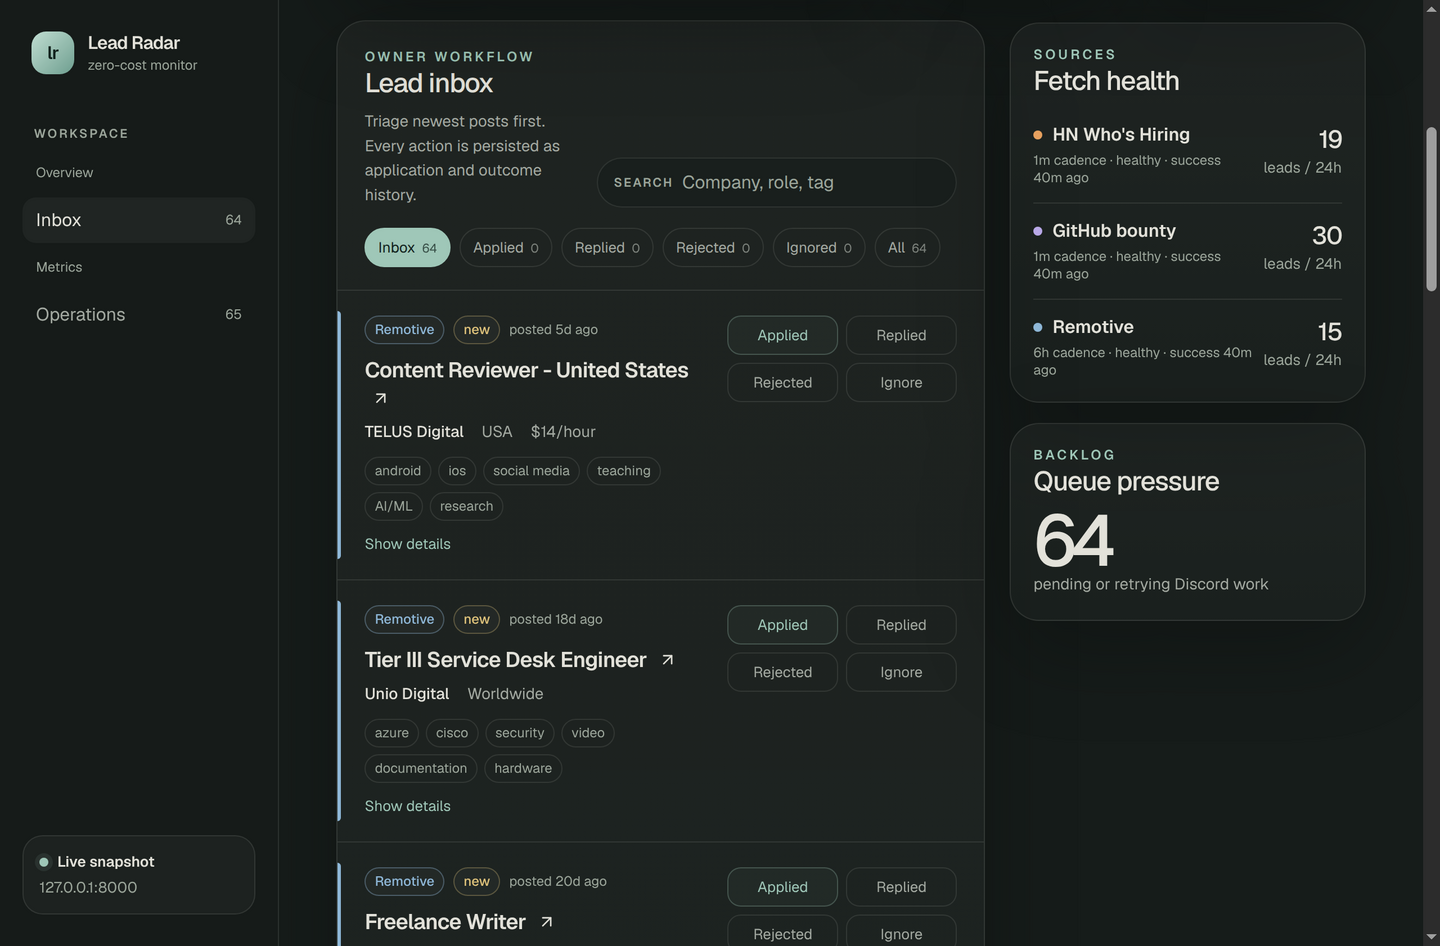 lr
Lead Radar
zero-cost monitor
WORKSPACE
Overview
Inbox 64
Metrics
Operations 65
Live snapshot
127.0.0.1:8000
OWNER WORKFLOW
Lead inbox
Triage newest posts first.
Every action is persisted as
application and outcome
history.
SEARCH Company, role, tag
Inbox 64 Applied 0 Replied 0 Rejected 0 Ignored 0 All 64
Remotive new posted 5d ago
Content Reviewer - United States
TELUS Digital USA $14/hour
android ios social media teaching
AI/ML research
Show details
Applied Replied
Rejected Ignore
Remotive new posted 18d ago
Tier III Service Desk Engineer
Unio Digital Worldwide
azure cisco security video
documentation hardware
Show details
Applied Replied
Rejected Ignore
Remotive new posted 20d ago
Freelance Writer
Applied Replied
Rejected Ignore
SOURCES
Fetch health
HN Who's Hiring 19
1m cadence · healthy · success leads / 24h
40m ago
GitHub bounty 30
1m cadence · healthy · success leads / 24h
40m ago
Remotive 15
6h cadence · healthy · success 40m leads / 24h
ago
BACKLOG
Queue pressure
64
pending or retrying Discord work